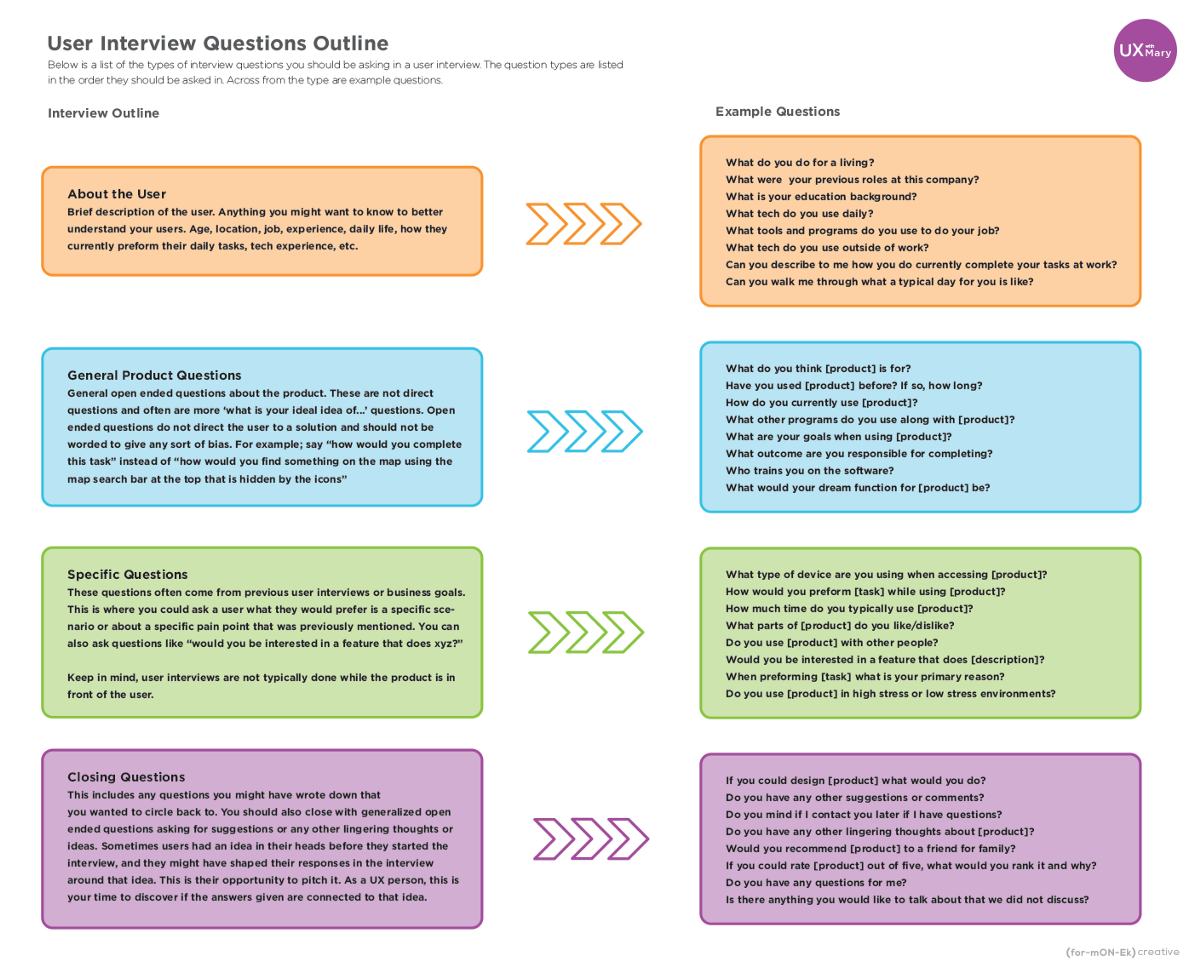 User Interview Questions Outline
Below is a list of the types of interview questions you should be asking in a user interview. The question types are listed
in the order they should be asked in. Across from the type are example questions.
UX with Mary
Interview Outline
Example Questions
About the User
Brief description of the user. Anything you might want to know to better
understand your users. Age, location, job, experience, daily life, how they
currently preform their daily tasks, tech experience, etc.
What do you do for a living?
What were  your previous roles at this company?
What is your education background?
What tech do you use daily?
What tools and programs do you use to do your job?
What tech do you use outside of work?
Can you describe to me how you do currently complete your tasks at work?
Can you walk me through what a typical day for you is like?
General Product Questions
General open ended questions about the product. These are not direct
questions and often are more ‘what is your ideal idea of...’ questions. Open
ended questions do not direct the user to a solution and should not be
worded to give any sort of bias. For example; say “how would you complete
this task” instead of “how would you find something on the map using the
map search bar at the top that is hidden by the icons”
What do you think [product] is for?
Have you used [product] before? If so, how long?
How do you currently use [product]?
What other programs do you use along with [product]?
What are your goals when using [product]?
What outcome are you responsible for completing?
Who trains you on the software?
What would your dream function for [product] be?
Specific Questions
These questions often come from previous user interviews or business goals.
This is where you could ask a user what they would prefer is a specific sce-
nario or about a specific pain point that was previously mentioned. You can
also ask questions like “would you be interested in a feature that does xyz?”
Keep in mind, user interviews are not typically done while the product is in
front of the user.
What type of device are you using when accessing [product]?
How would you preform [task] while using [product]?
How much time do you typically use [product]?
What parts of [product] do you like/dislike?
Do you use [product] with other people?
Would you be interested in a feature that does [description]?
When preforming [task] what is your primary reason?
Do you use [product] in high stress or low stress environments?
Closing Questions
This includes any questions you might have wrote down that
you wanted to circle back to. You should also close with generalized open
ended questions asking for suggestions or any other lingering thoughts or
ideas. Sometimes users had an idea in their heads before they started the
interview, and they might have shaped their responses in the interview
around that idea. This is their opportunity to pitch it. As a UX person, this is
your time to discover if the answers given are connected to that idea.
If you could design [product] what would you do?
Do you have any other suggestions or comments?
Do you mind if I contact you later if I have questions?
Do you have any other lingering thoughts about [product]?
Would you recommend [product] to a friend for family?
If you could rate [product] out of five, what would you rank it and why?
Do you have any questions for me?
Is there anything you would like to talk about that we did not discuss?
(for-mON-Ek) creative